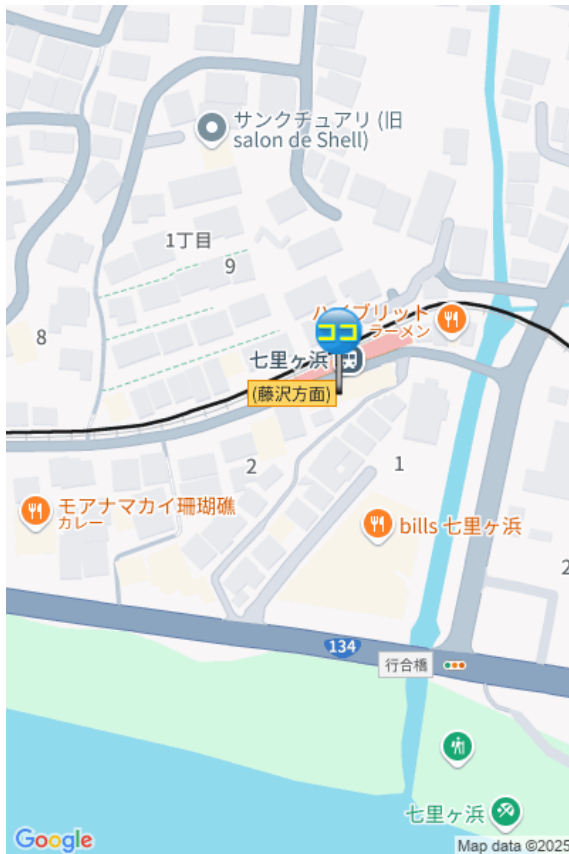 サンクチュアリ (旧
salon de Shell)
1丁目
9
8
ハイブリット
ラーメン
ココ
七里ヶ浜
(藤沢方面)
2
1
モアナマカイ珊瑚礁
カレー
bills 七里ヶ浜
2
134
行合橋
七里ヶ浜
Google
Map data ©2025